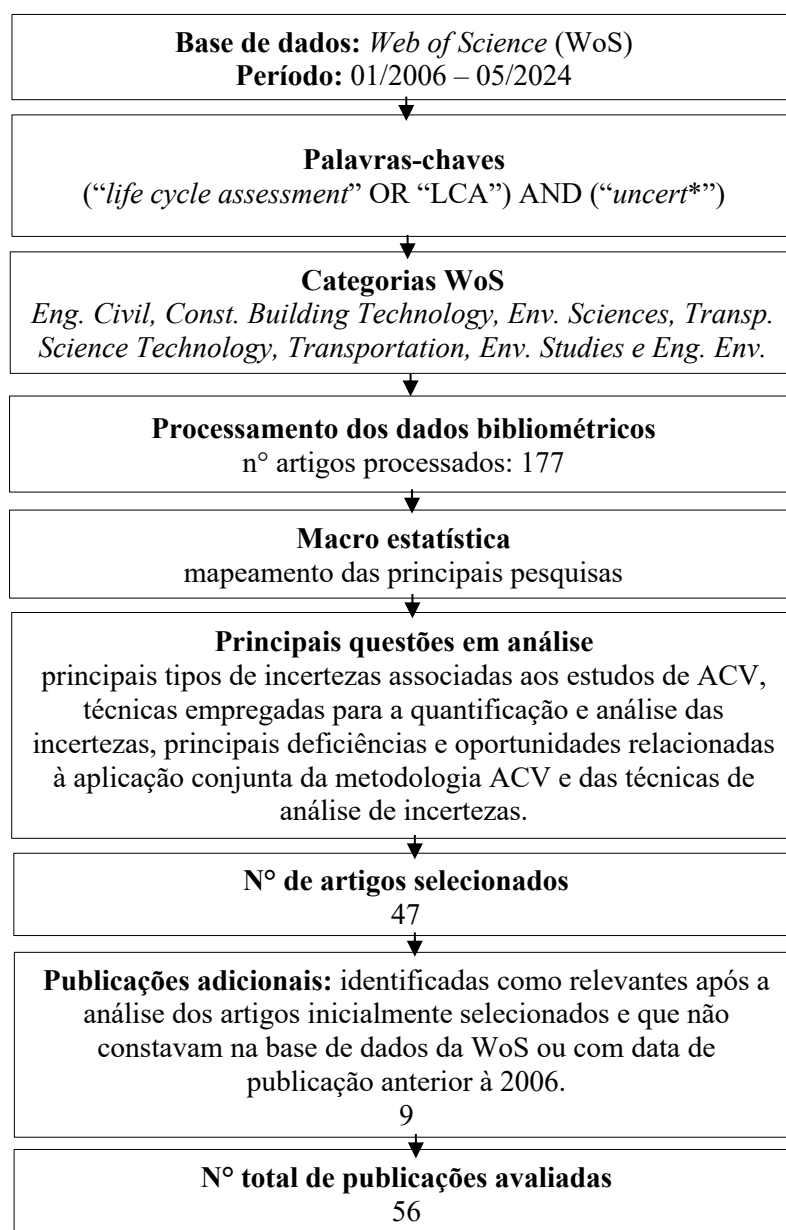 Base de dados: Web of Science (WoS)
Período: 01/2006 – 05/2024
Palavras-chaves
(“life cycle assessment” OR “LCA”) AND (“uncert*”)
Categorias WoS
Eng. Civil, Const. Building Technology, Env. Sciences, Transp.
Science Technology, Transportation, Env. Studies e Eng. Env.
Processamento dos dados bibliométricos
n° artigos processados: 177
Macro estatística
mapeamento das principais pesquisas
Principais questões em análise
principais tipos de incertezas associadas aos estudos de ACV,
técnicas empregadas para a quantificação e análise das
incertezas, principais deficiências e oportunidades relacionadas
à aplicação conjunta da metodologia ACV e das técnicas de
análise de incertezas.
N° de artigos selecionados
47
Publicações adicionais: identificadas como relevantes após a
análise dos artigos inicialmente selecionados e que não
constavam na base de dados da WoS ou com data de
publicação anterior à 2006.
9
N° total de publicações avaliadas
56